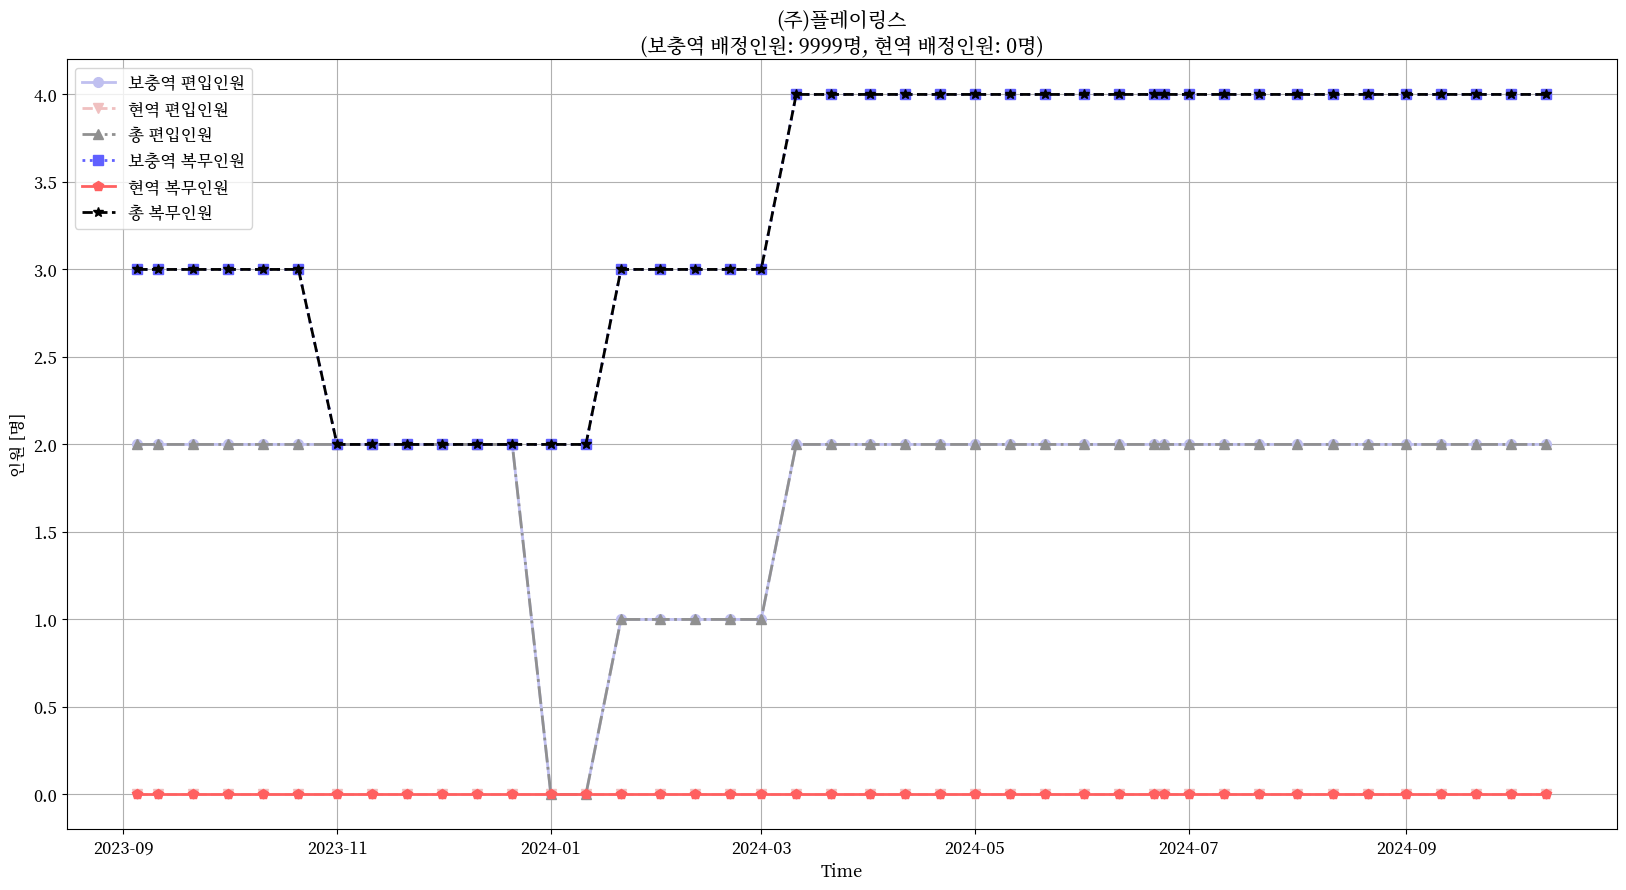 (주)플레이링스
(보충역 배정인원: 9999명, 현역 배정인원: 0명)
보충역 편입인원
현역 편입인원
총 편입인원
보충역 복무인원
현역 복무인원
총 복무인원
인원 [명]
4.0
3.5
3.0
2.5
2.0
1.5
1.0
0.5
0.0
2023-09
2023-11
2024-01
2024-03
2024-05
2024-07
2024-09
Time